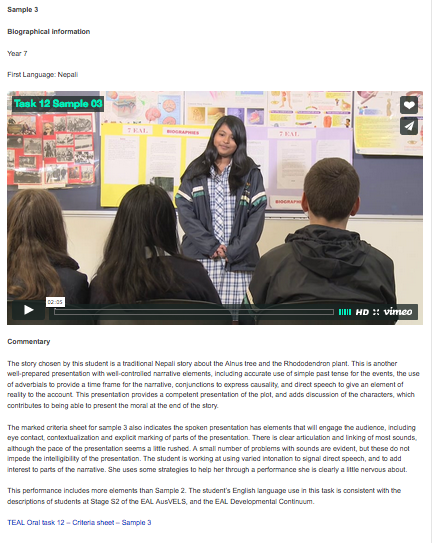 Sample 3
Biographical information
Year 7
First Language: Nepali
Task 12 Sample 03
7 EAL
BIOGRAPHIES
7 EAL
BIOGRAPHI
02:05
HD
vimeo
Commentary
The story chosen by this student is a traditional Nepali story about the Alnus tree and the Rhododendron plant. This is another
well-prepared presentation with well-controlled narrative elements, including accurate use of simple past tense for the events, the use
of adverbials to provide a time frame for the narrative, conjunctions to express causality, and direct speech to give an element of
reality to the account. This presentation provides a competent presentation of the plot, and adds discussion of the characters, which
contributes to being able to present the moral at the end of the story.
The marked criteria sheet for sample 3 also indicates the spoken presentation has elements that will engage the audience, including
eye contact, contextualization and explicit marking of parts of the presentation. There is clear articulation and linking of most sounds,
although the pace of the presentation seems a little rushed. A small number of problems with sounds are evident, but these do not
impede the intelligibility of the presentation. The student is working at using varied intonation to signal direct speech, and to add
interest to parts of the narrative. She uses some strategies to help her through a performance she is clearly a little nervous about.
This performance includes more elements than Sample 2. The student's English language use in this task is consistent with the
descriptions of students at Stage S2 of the EAL AusVELS, and the EAL Developmental Continuum.
TEAL Oral task 12 – Criteria sheet – Sample 3